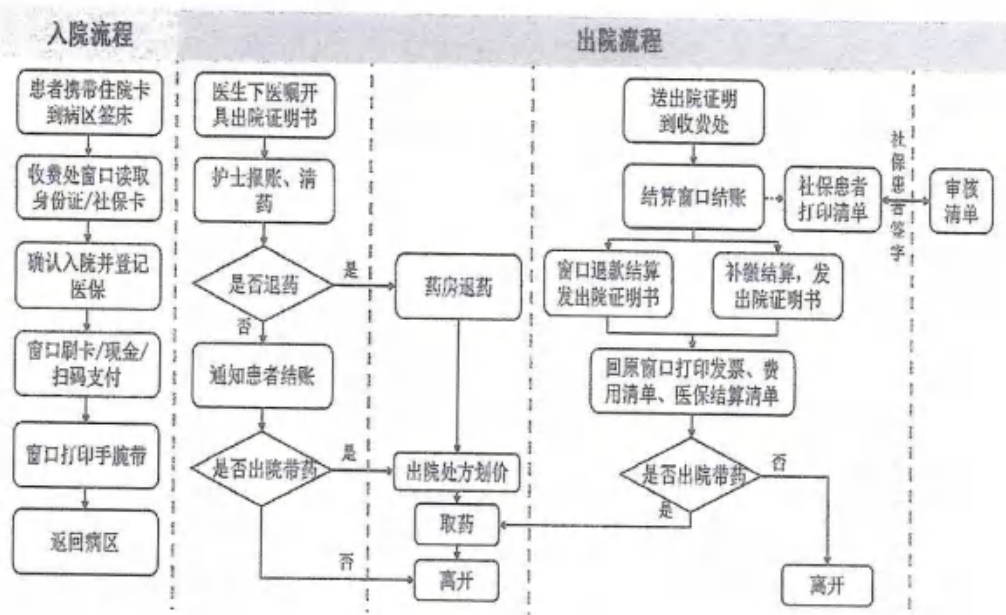 入院流程
出院流程
患者携带住院卡
到病区签床
收费处窗口读取
身份证/社保卡
确认入院并登记
医保
窗口刷卡/现金/
扫码支付
窗口打印手腕带
返回病区
医生下医嘱开
具出院证明书
护士报账、清
药
是否退药
是
否
通知患者结账
是否出院带药
是
否
药房退药
出院处方划价
取药
离开
送出院证明
到收费处
结算窗口结账
社保患者
打印清单
社保患者签字
审核
清单
窗口退款结算
发出院证明书
补缴结算，发
出院证明书
回原窗口打印发票、费
用清单、医保结算清单
是否出院带药
否
是
离开